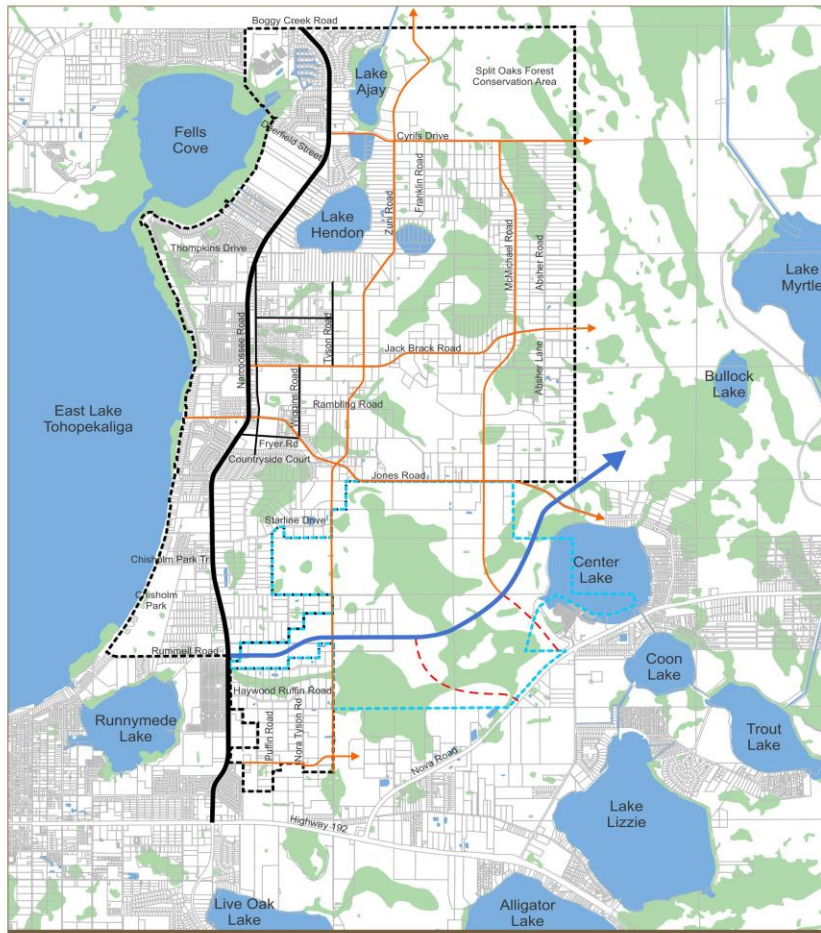 Boggy Creek Road
Lake
Ajay
Split Oaks Forest
Conservation Area
Fells
Cove
Deerfield Street
Cyrils Drive
Franklin Road
Zuni Road
Lake
Hendon
McMichael Road
Absher Road
Thompkins Drive
Lake
Myrtle
Narcoossee Road
Tyson Road
Jack Brack Road
Absher Lane
Bullock
Lake
East Lake
Tohopekaliga
Wiggins Road
Rambling Road
Fryer Rd
Countryside Court
Jones Road
Starline Drive
Chisholm Park Tr
Center
Lake
Chisholm
Park
Rummell Road
Coon
Lake
Haywood Ruffin Road
Runnymede
Lake
Puffin Road
Nora Tyson Rd
Trout
Lake
Nova Road
Lake
Lizzie
Highway 192
Live Oak
Lake
Alligator
Lake